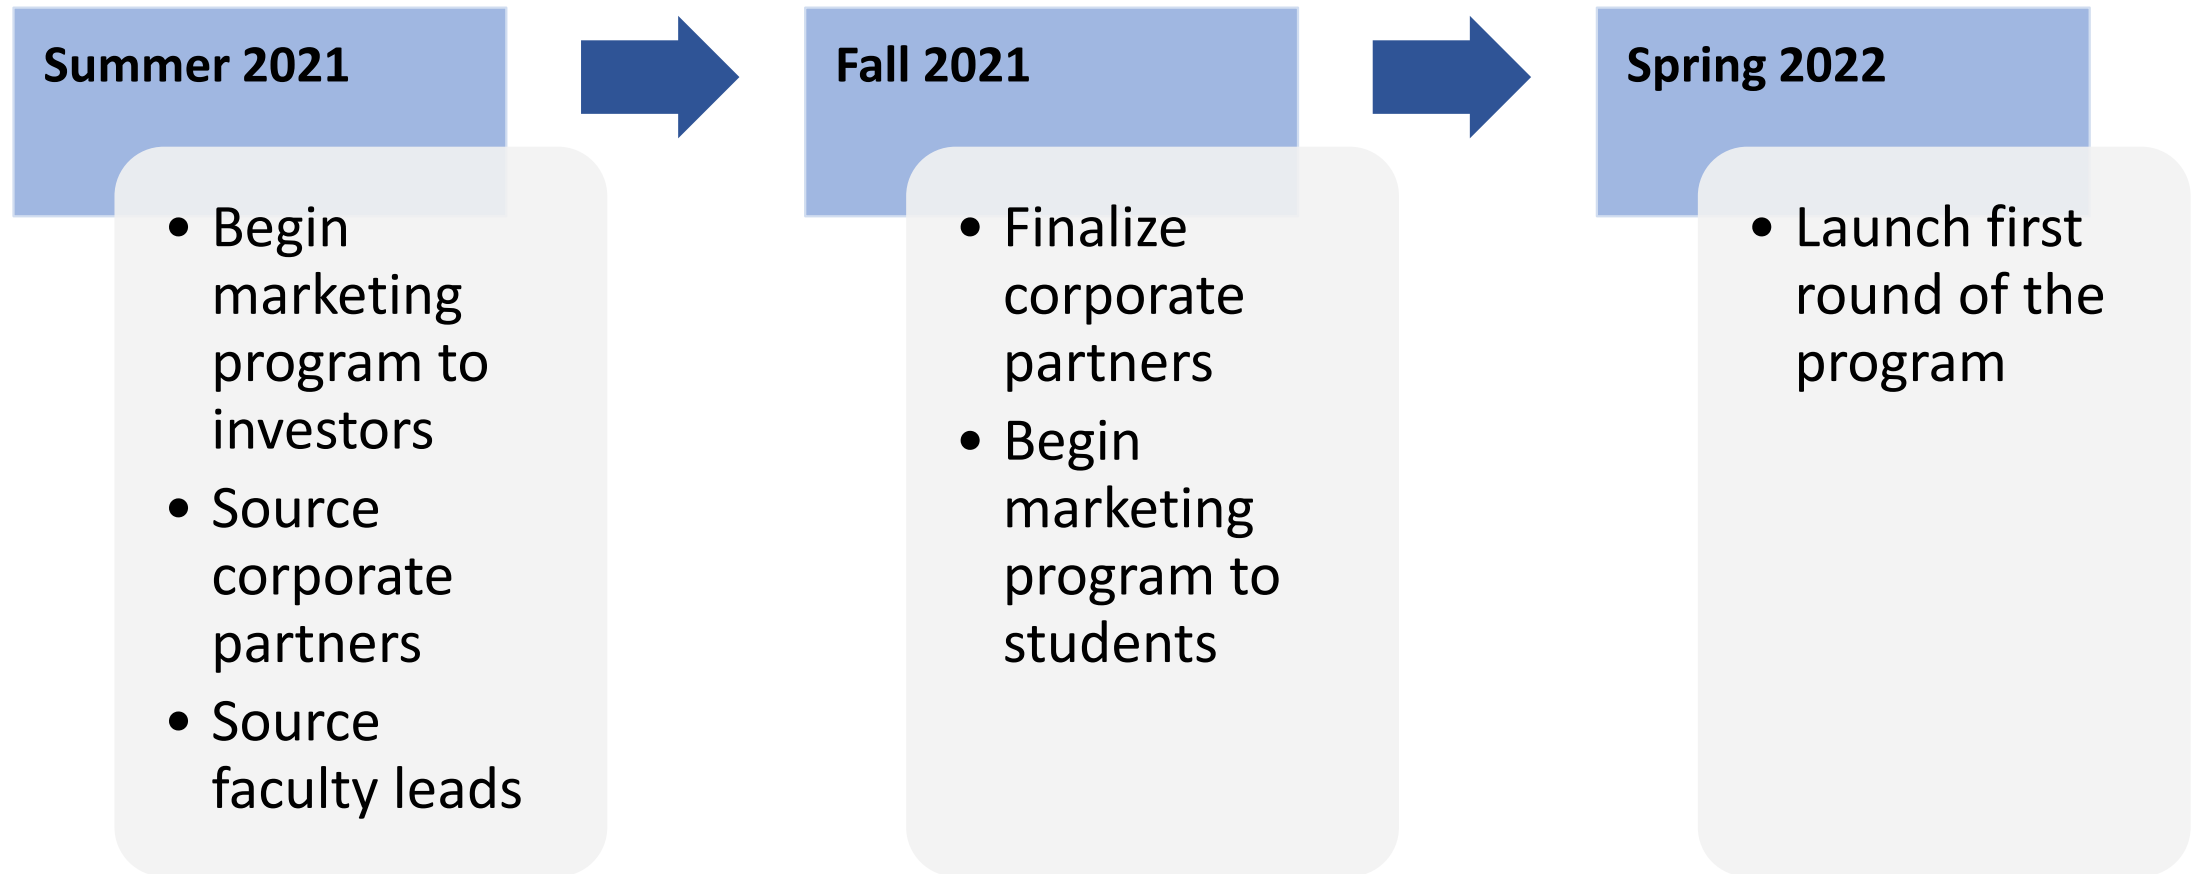 Summer 2021
• Begin
marketing
program to
investors
• Source
corporate
partners
• Source
faculty leads
Fall 2021
• Finalize
corporate
partners
• Begin
marketing
program to
students
Spring 2022
• Launch first
round of the
program